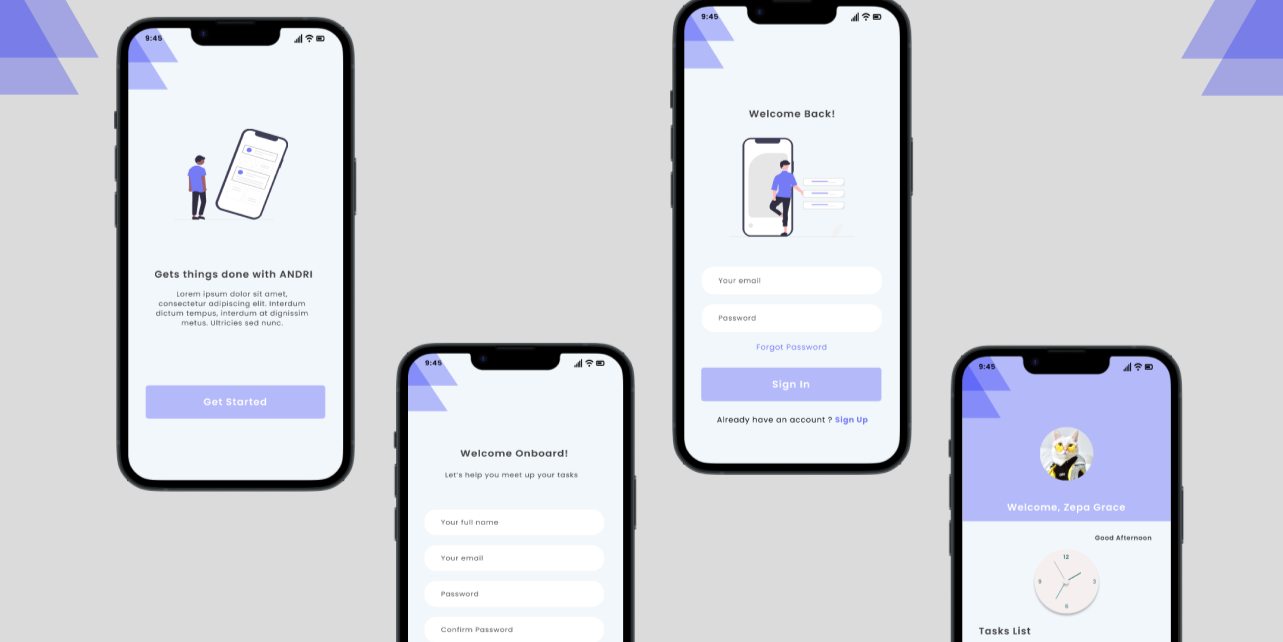 9:45
Gets things done with ANDRI
Lorem ipsum dolor sit amet,
consectetur adipiscing elit. Interdum
dictum tempus, interdum at dignissim
metus. Ultricies sed nunc.
Get Started
9:45
Welcome Onboard!
Let's help you meet up your tasks
Your full name
Your email
Password
Confirm Password
9:45
Welcome Back!
Your email
Password
Forgot Password
Sign In
Already have an account ? Sign Up
9:45
Welcome, Zepa Grace
Good Afternoon
12
9
3
6
Tasks List